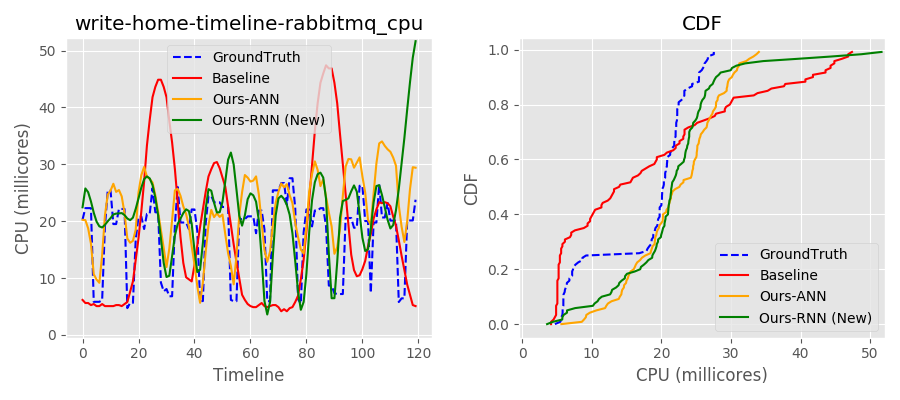 write-home-timeline-rabbitmq_cpu
CPU (millicores)
50
40
30
20
10
0
GroundTruth
Baseline
Ours-ANN
Ours-RNN (New)
0 20 40 60 80 100 120
Timeline
CDF
CDF
1.0
0.8
0.6
0.4
0.2
0.0
GroundTruth
Baseline
Ours-ANN
Ours-RNN (New)
0 10 20 30 40 50
CPU (millicores)